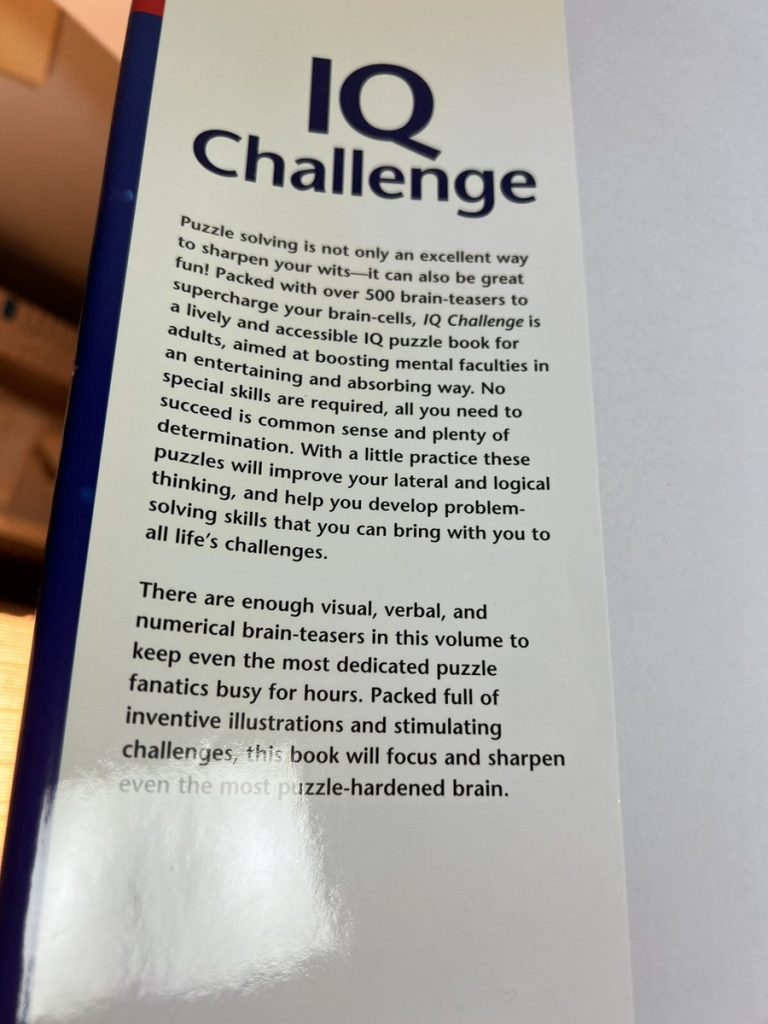 IQ
Challenge
Puzzle solving is not only an excellent way
to sharpen your wits—it can also be great
fun! Packed with over 500 brain-teasers to
supercharge your brain-cells, IQ Challenge is
a lively and accessible IQ puzzle book for
adults, aimed at boosting mental faculties in
an entertaining and absorbing way. No
special skills are required, all you need to
succeed is common sense and plenty of
determination. With a little practice these
puzzles will improve your lateral and logical
thinking, and help you develop problem-
solving skills that you can bring with you to
all life's challenges.
There are enough visual, verbal, and
numerical brain-teasers in this volume to
keep even the most dedicated puzzle
fanatics busy for hours. Packed full of
inventive illustrations and stimulating
challenges, this book will focus and sharpen
even the most puzzle-hardened brain.